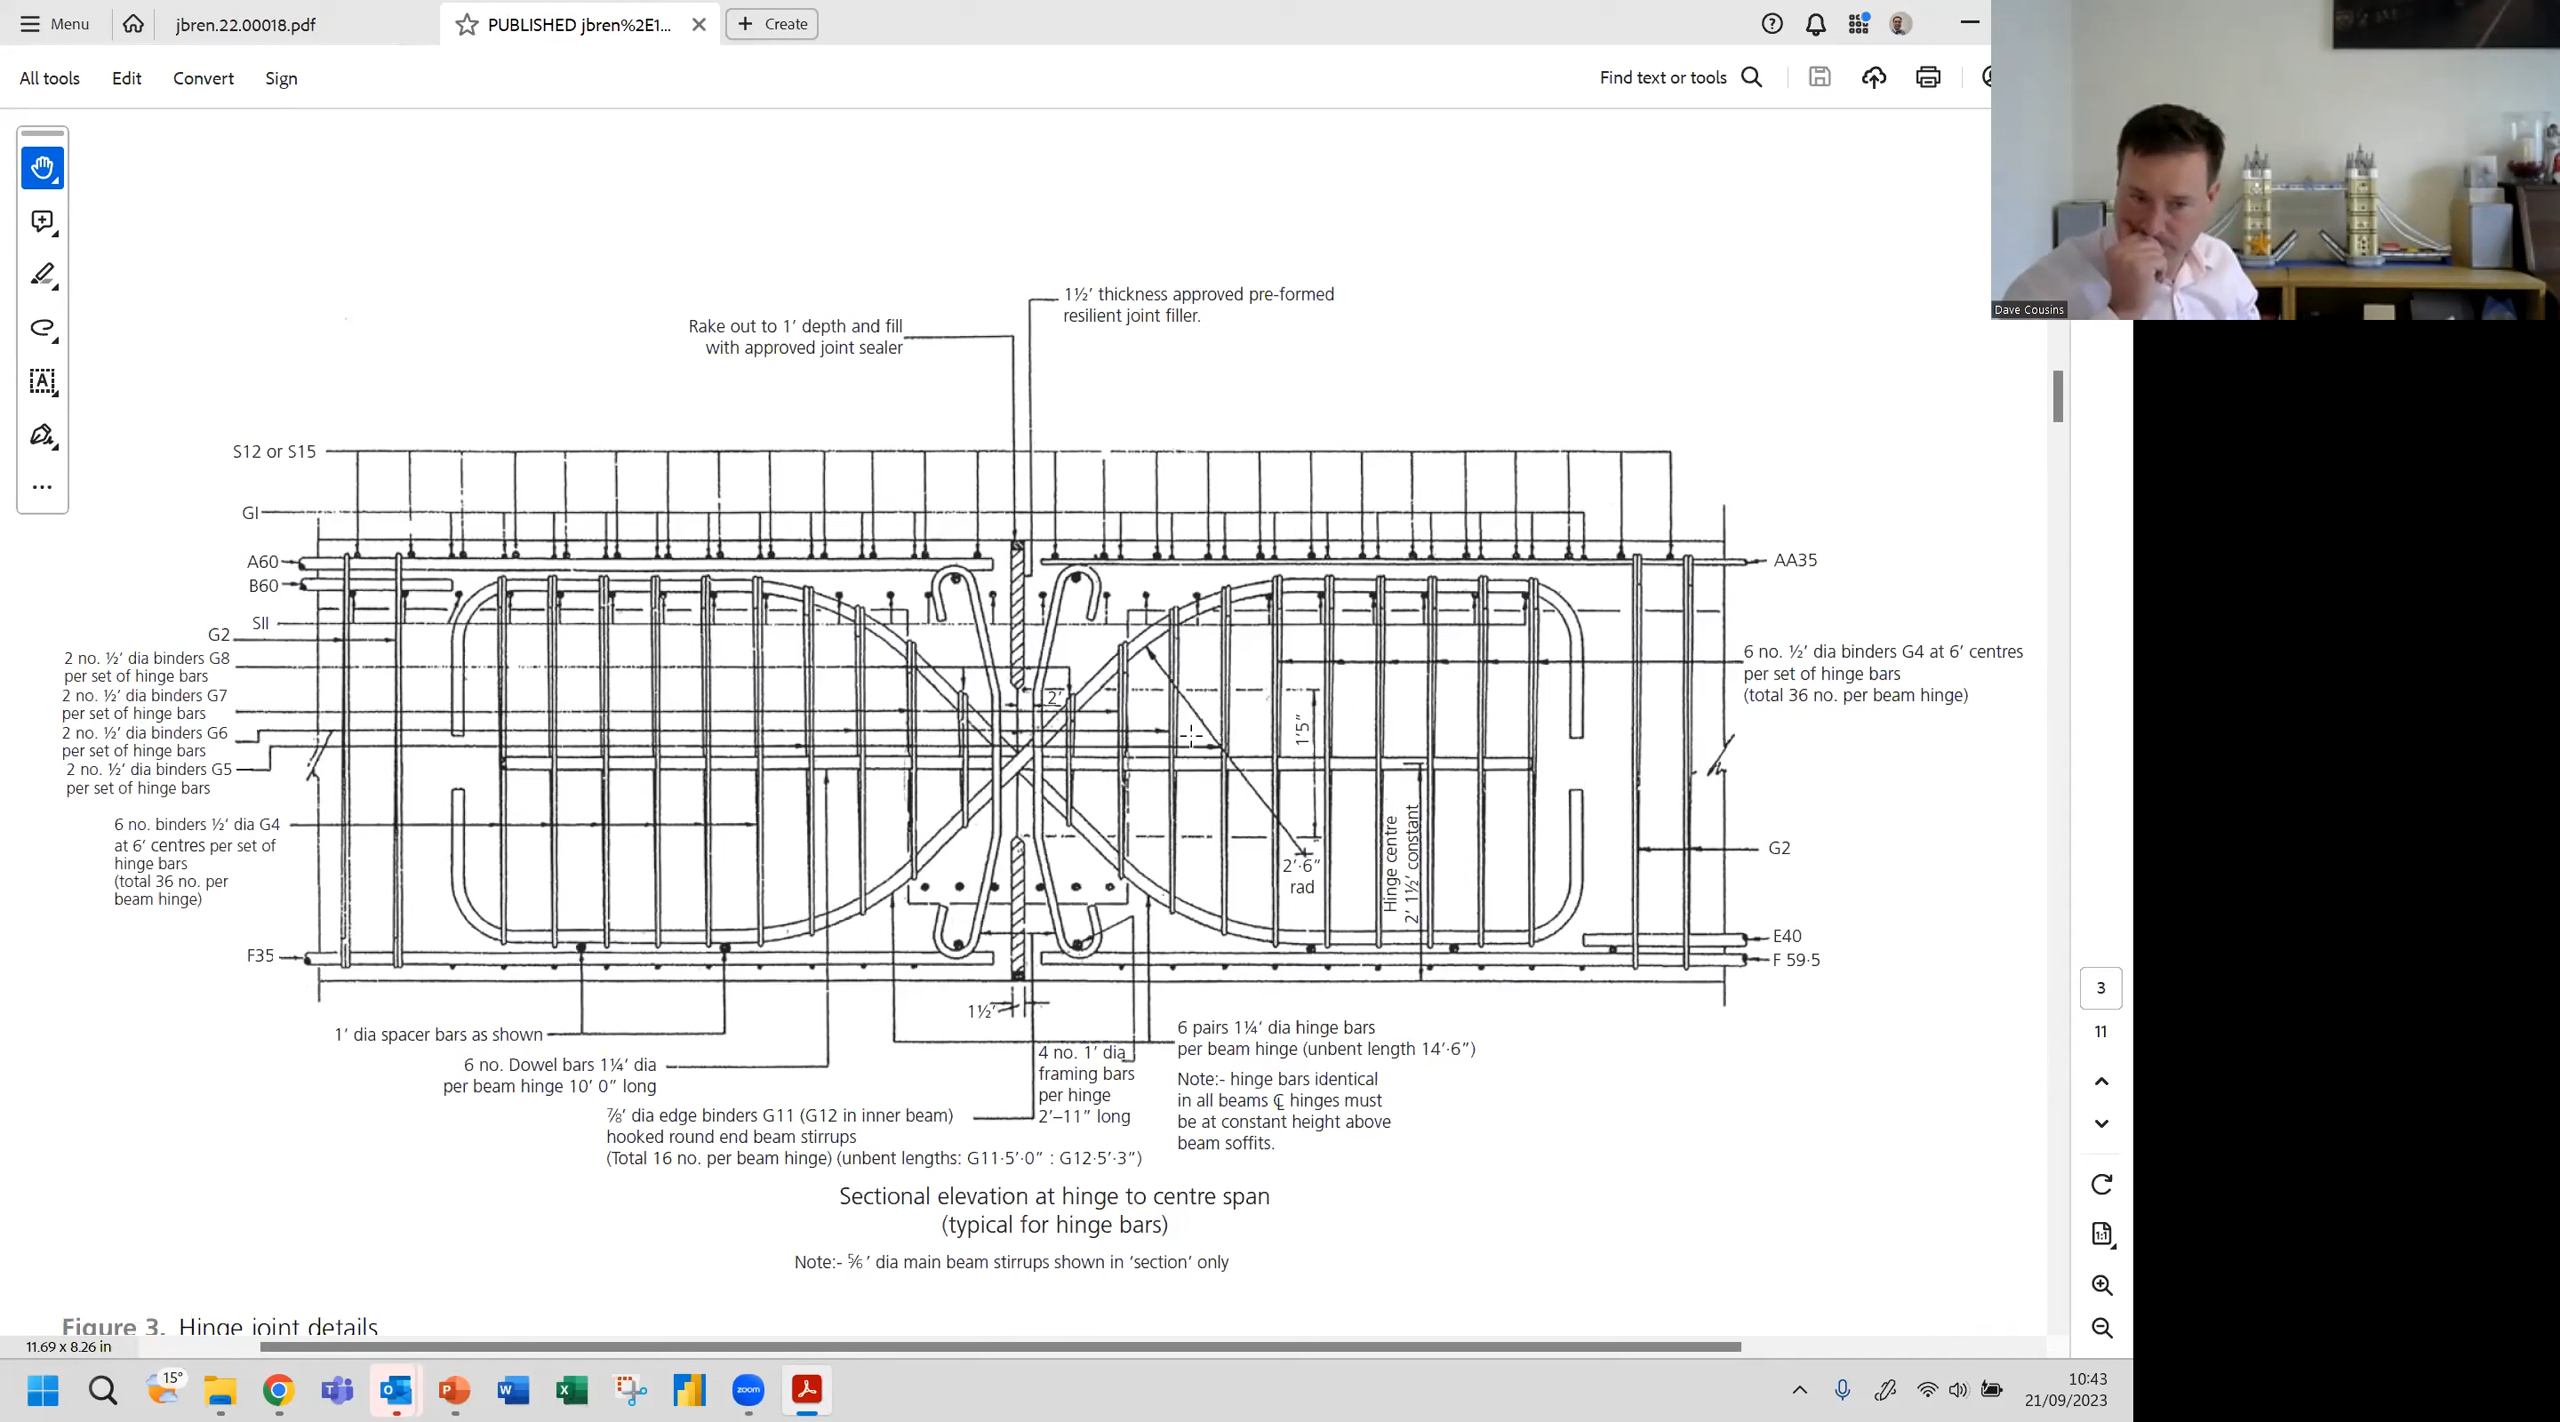 Menu
jbren.22.00018.pdf
PUBLISHED jbren%2E1...
Create
All tools
Edit
Convert
Sign
Find text or tools
Dave Cousins
1½′ thickness approved pre-formed
resilient joint filler.
Rake out to 1′ depth and fill
with approved joint sealer
S12 or S15
GI
A60
B60
SII
G2
2 no. ½′ dia binders G8
per set of hinge bars
2 no. ½′ dia binders G7
per set of hinge bars
2 no. ½′ dia binders G6
per set of hinge bars
2 no. ½′ dia binders G5
per set of hinge bars
6 no. binders ½′ dia G4
at 6′ centres per set of
hinge bars
(total 36 no. per
beam hinge)
F35
AA35
6 no. ½′ dia binders G4 at 6′ centres
per set of hinge bars
(total 36 no. per beam hinge)
2′
1′5″
2′·6″
rad
Hinge centre
2′ 1½′ constant
G2
E40
F 59·5
1½′
1′ dia spacer bars as shown
6 no. Dowel bars 1¼′ dia
per beam hinge 10′ 0″ long
4 no. 1′ dia
framing bars
per hinge
2′–11″ long
6 pairs 1¼′ dia hinge bars
per beam hinge (unbent length 14′·6″)
Note:- hinge bars identical
in all beams ℄ hinges must
be at constant height above
beam soffits.
⅞′ dia edge binders G11 (G12 in inner beam)
hooked round end beam stirrups
(Total 16 no. per beam hinge) (unbent lengths: G11·5′·0″ : G12·5′·3″)
Sectional elevation at hinge to centre span
(typical for hinge bars)
Note:- ⅝′ dia main beam stirrups shown in ‘section’ only
Figure 3. Hinge joint details
3
11
11.69 x 8.26 in
15°
zoom
10:43
21/09/2023